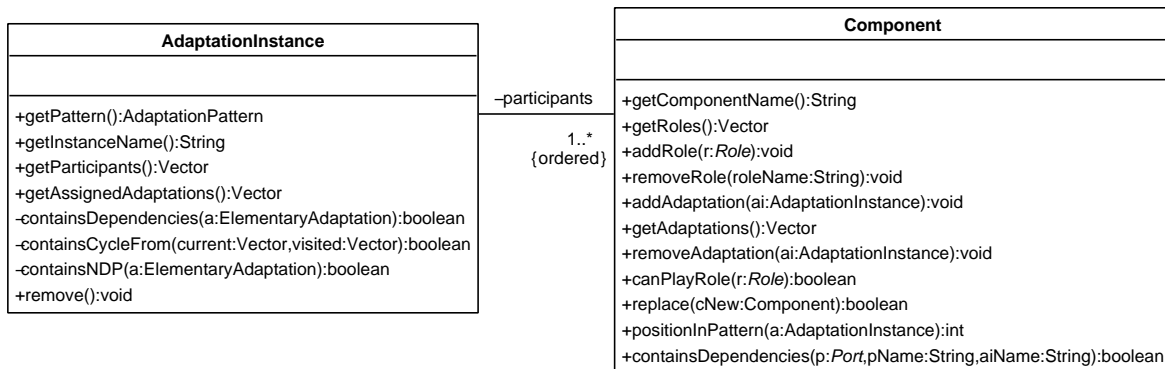 AdaptationInstance
+getPattern():AdaptationPattern
+getInstanceName():String
+getParticipants():Vector
+getAssignedAdaptations():Vector
-containsDependencies(a:ElementaryAdaptation):boolean
-containsCycleFrom(current:Vector,visited:Vector):boolean
-containsNDP(a:ElementaryAdaptation):boolean
+remove():void
–participants
1..*
{ordered}
Component
+getComponentName():String
+getRoles():Vector
+addRole(r:Role):void
+removeRole(roleName:String):void
+addAdaptation(ai:AdaptationInstance):void
+getAdaptations():Vector
+removeAdaptation(ai:AdaptationInstance):void
+canPlayRole(r:Role):boolean
+replace(cNew:Component):boolean
+positionInPattern(a:AdaptationInstance):int
+containsDependencies(p:Port,pName:String,aiName:String):boolean